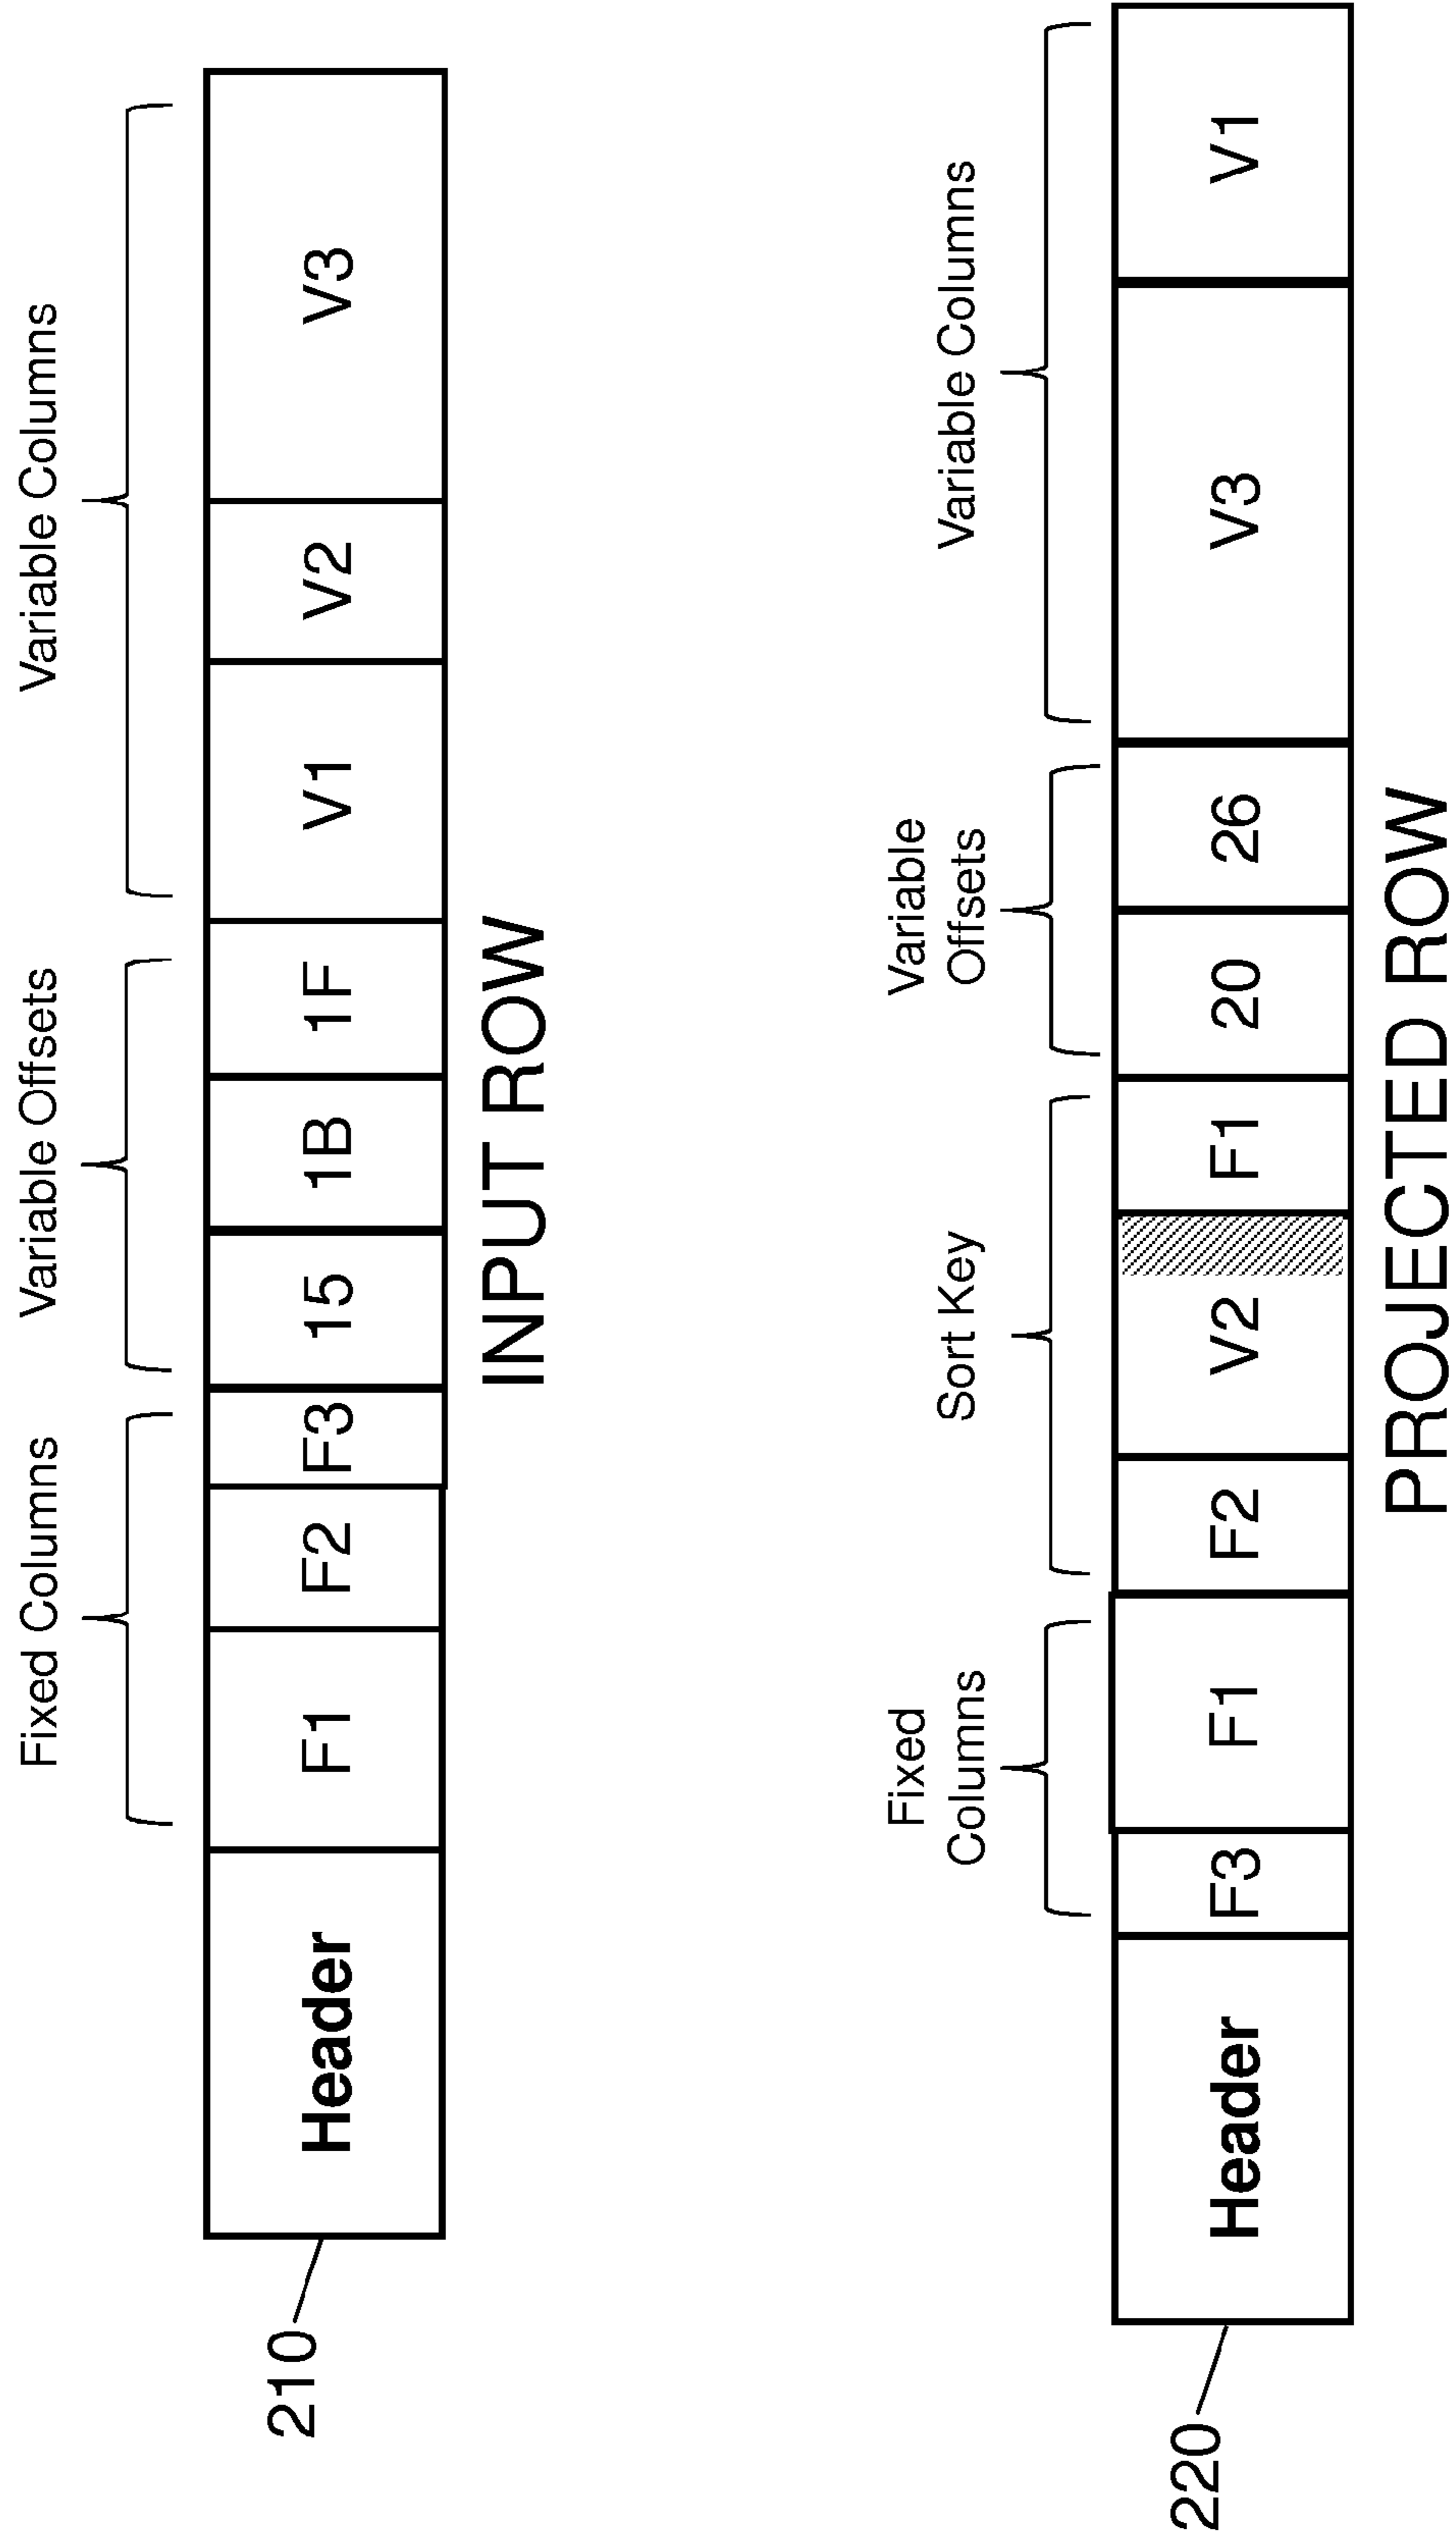 Fixed Columns Variable Offsets Variable Columns
210 Header F1 F2 F3 15 1B 1F V1 V2 V3
INPUT ROW
Fixed Columns Sort Key Variable Offsets Variable Columns
220 Header F3 F1 F2 V2 F1 20 26 V3 V1
PROJECTED ROW